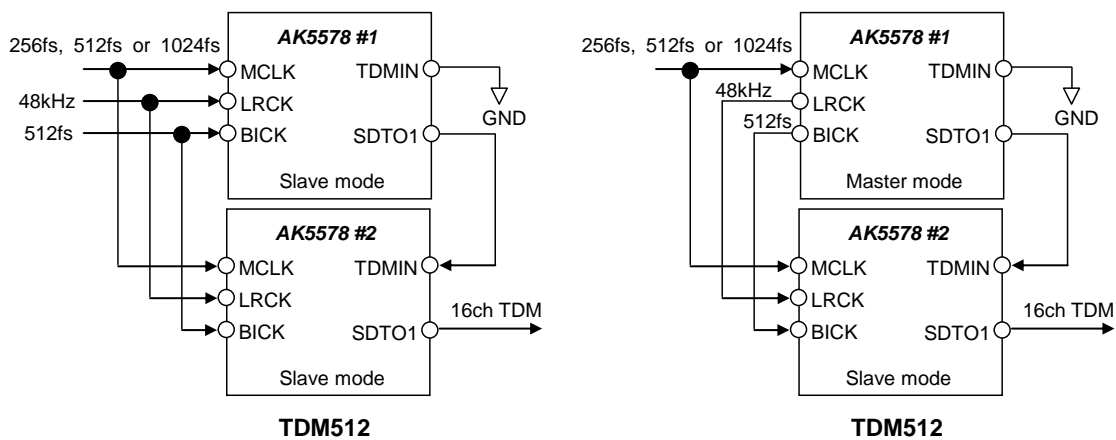 AK5578 #1
256fs, 512fs or 1024fs
MCLK
TDMIN
48kHz
LRCK
GND
512fs
BICK
SDTO1
Slave mode
AK5578 #2
MCLK
TDMIN
LRCK
16ch TDM
BICK
SDTO1
Slave mode
TDM512
AK5578 #1
256fs, 512fs or 1024fs
MCLK
TDMIN
48kHz
LRCK
GND
512fs
BICK
SDTO1
Master mode
AK5578 #2
MCLK
TDMIN
LRCK
16ch TDM
BICK
SDTO1
Slave mode
TDM512